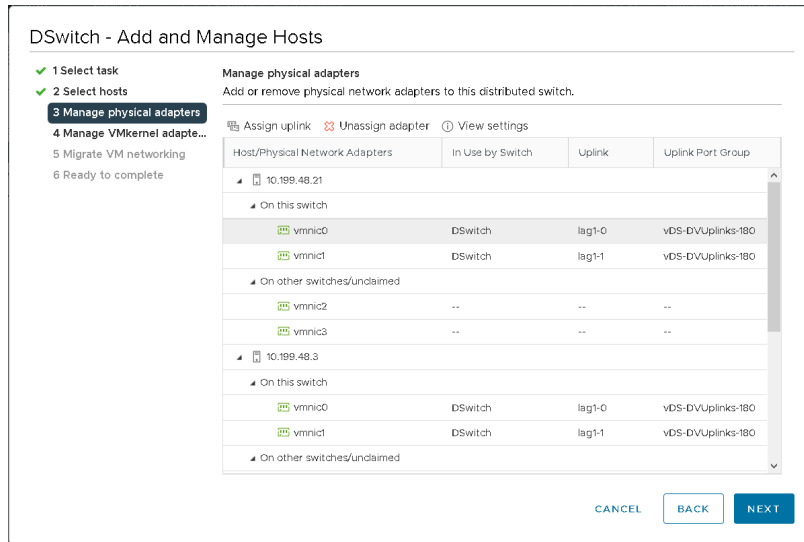 DSwitch - Add and Manage Hosts
1 Select task
2 Select hosts
3 Manage physical adapters
4 Manage VMkernel adapte...
5 Migrate VM networking
6 Ready to complete
Manage physical adapters
Add or remove physical network adapters to this distributed switch.
Assign uplink Unassign adapter View settings
Host/Physical Network Adapters In Use by Switch Uplink Uplink Port Group
10.199.48.21
On this switch
vmnic0 DSwitch lag1-0 vDS-DVUplinks-180
vmnic1 DSwitch lag1-1 vDS-DVUplinks-180
On other switches/unclaimed
vmnic2 -- -- --
vmnic3 -- -- --
10.199.48.3
On this switch
vmnic0 DSwitch lag1-0 vDS-DVUplinks-180
vmnic1 DSwitch lag1-1 vDS-DVUplinks-180
On other switches/unclaimed
CANCEL BACK NEXT